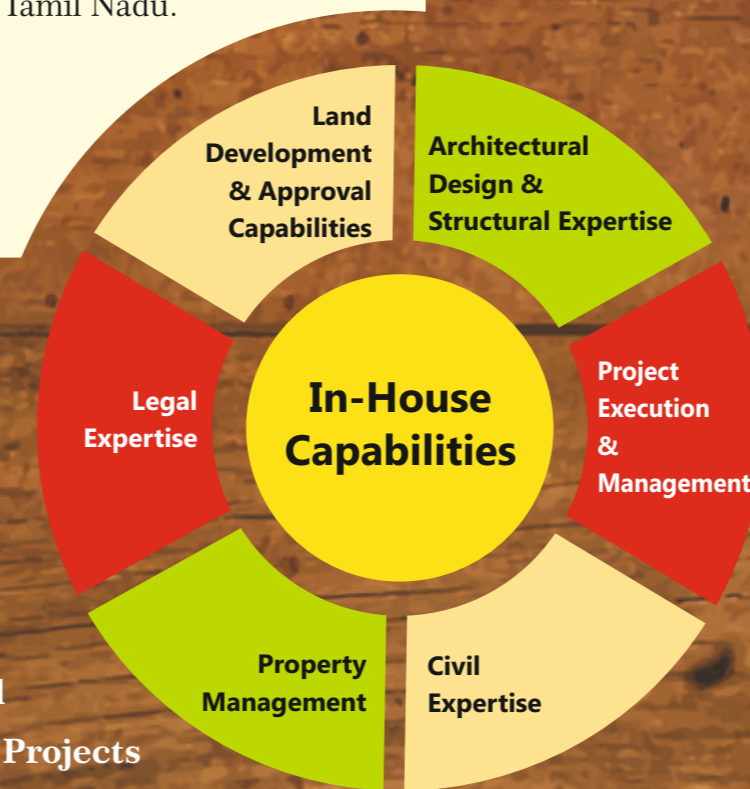 Tamil Nadu.
Land
Development
& Approval
Capabilities
Architectural
Design &
Structural Expertise
Project
Execution
&
Management
Legal
Expertise
In-House
Capabilities
Property
Management
Civil
Expertise
Projects